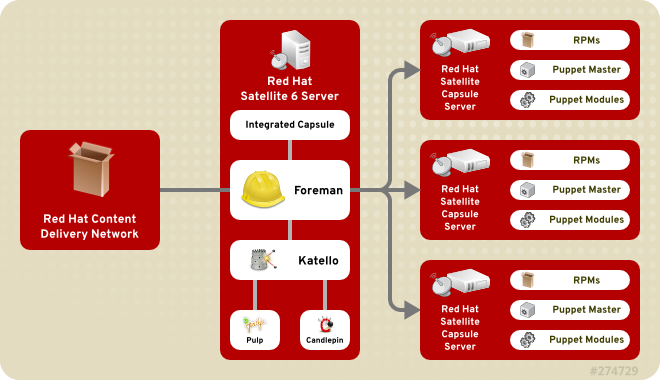 Red Hat Content
Delivery Network
Red Hat
Satellite 6 Server
Integrated Capsule
Foreman
Katello
Pulp
Candlepin
Red Hat
Satellite
Capsule
Server
RPMs
Puppet Master
Puppet Modules
Red Hat
Satellite
Capsule
Server
RPMs
Puppet Master
Puppet Modules
Red Hat
Satellite
Capsule
Server
RPMs
Puppet Master
Puppet Modules
#274729